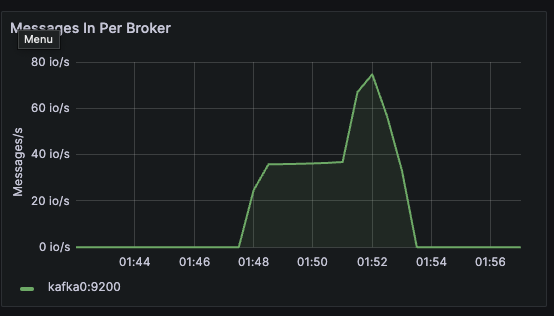 Messages In Per Broker
Menu
80 io/s
60 io/s
40 io/s
20 io/s
0 io/s
Messages/s
01:44 01:46 01:48 01:50 01:52 01:54 01:56
kafka0:9200